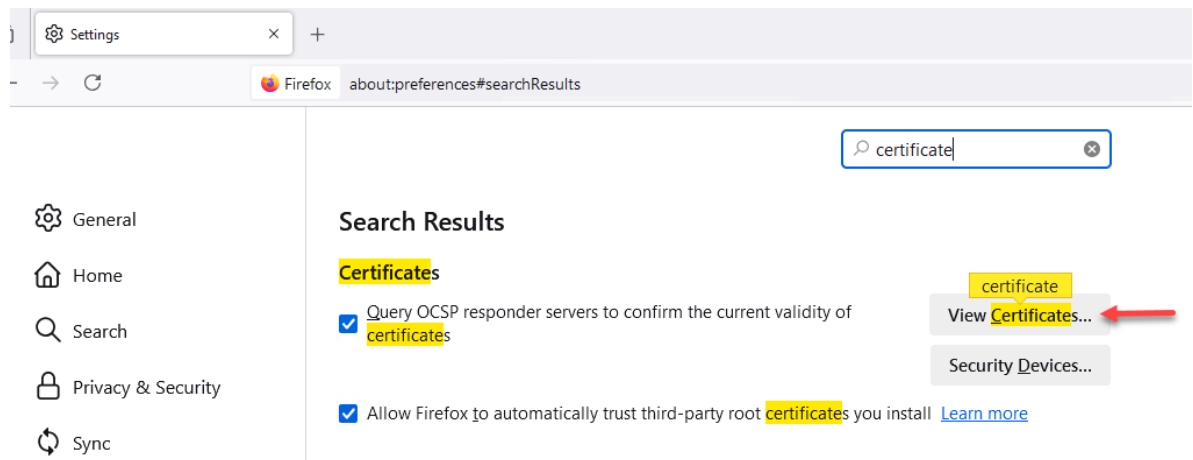 Settings
Firefox about:preferences#searchResults
certificate
General
Home
Search
Privacy & Security
Sync
Search Results
Certificates
Query OCSP responder servers to confirm the current validity of
certificates
certificate
View Certificates...
Security Devices...
Allow Firefox to automatically trust third-party root certificates you install Learn more